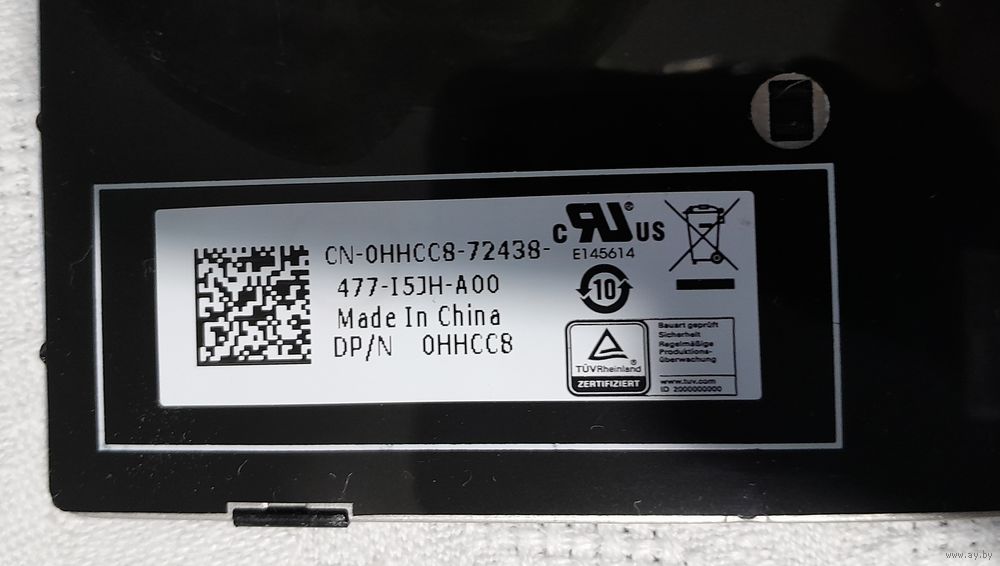 CN-0HHCC8-72438-
477-I5JH-A00
Made In China
DP/N 0HHCC8
c RU® US
E145614
10
TÜVRheinland®
ZERTIFIZIERT
Bauart geprüft
Sicherheit
Regelmäßige
Produktions-
überwachung
www.tuv.com
ID 2000000000
www.ay.by